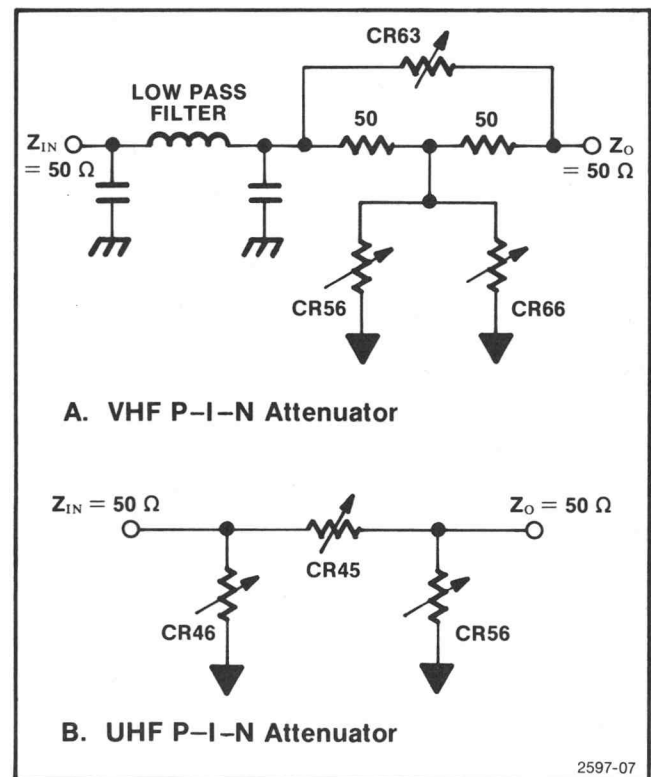 CR63
LOW PASS
FILTER
50
50
ZIN
= 50 Ω
ZO
= 50 Ω
CR56
CR66
A. VHF P–I–N Attenuator
ZIN = 50 Ω
ZO = 50 Ω
CR45
CR46
CR56
B. UHF P–I–N Attenuator
2597-07